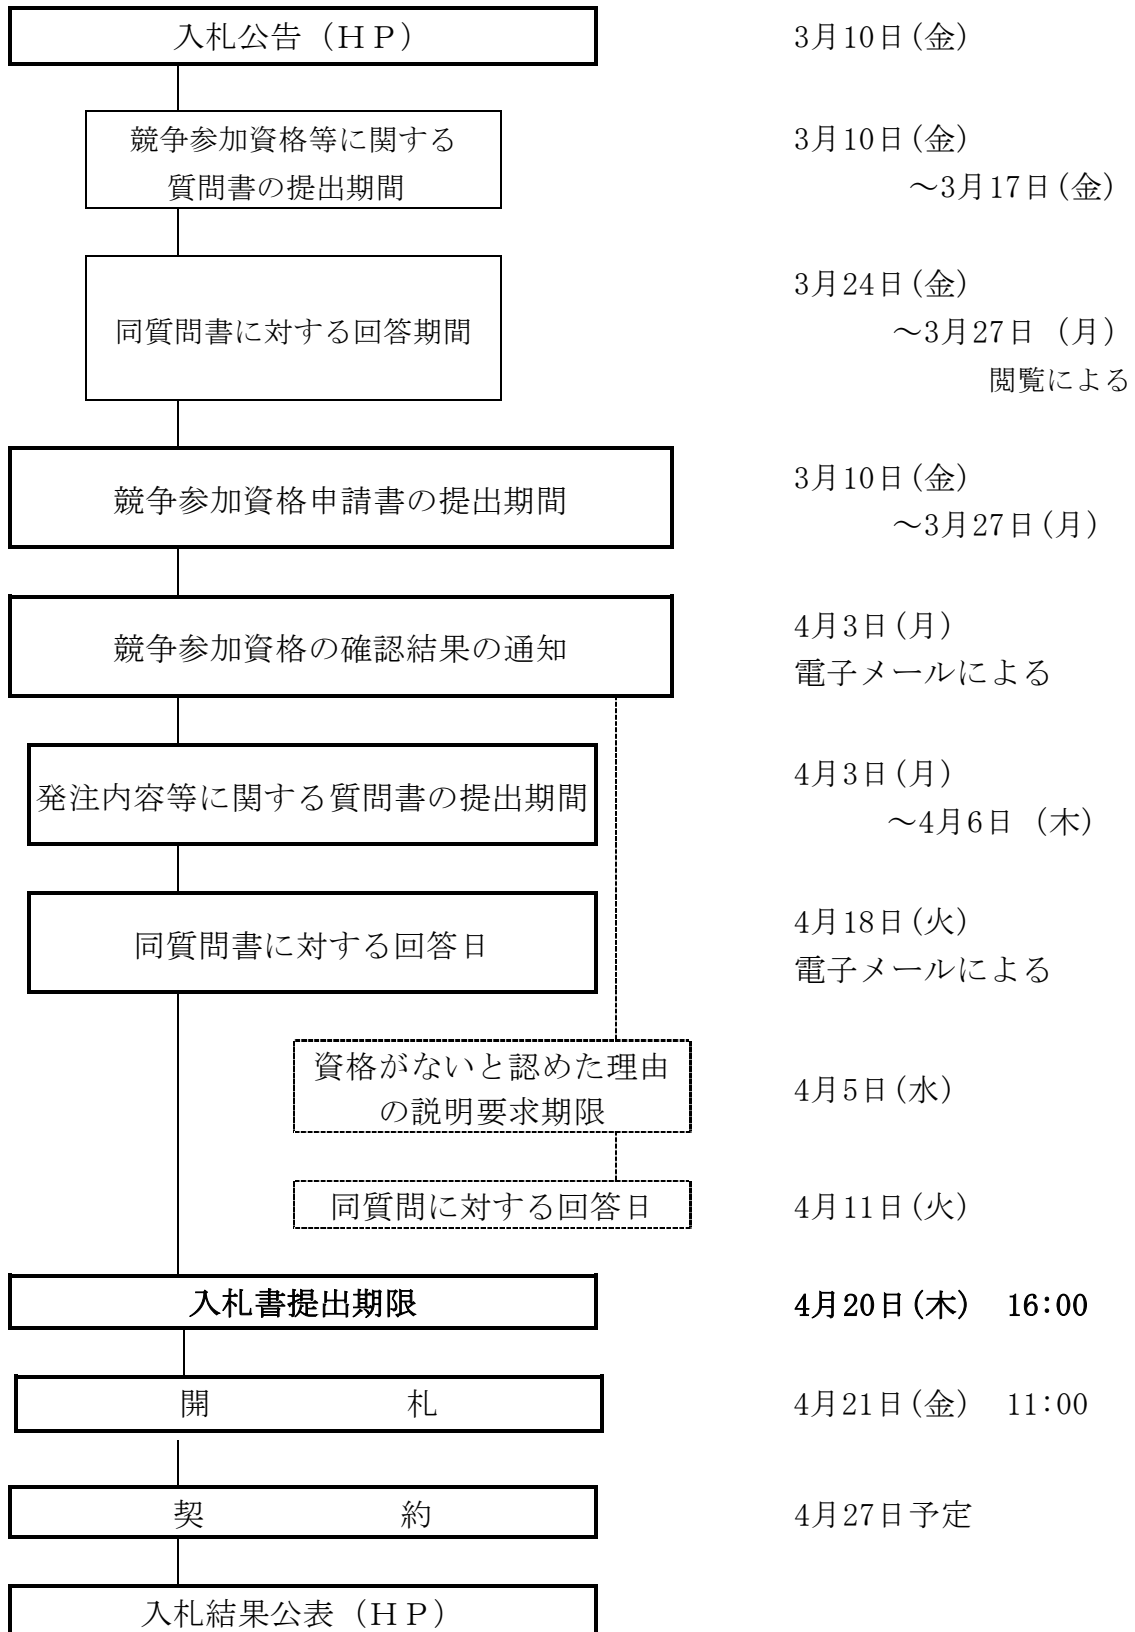 入札公告（ＨＰ）　3月10日(金)
競争参加資格等に関する　3月10日(金)
質問書の提出期間　～3月17日(金)
3月24日(金)
同質問書に対する回答期間　～3月27日 (月)
閲覧による
競争参加資格申請書の提出期間　3月10日(金)
～3月27日(月)
競争参加資格の確認結果の通知　4月3日(月)
電子メールによる
発注内容等に関する質問書の提出期間　4月3日(月)
～4月6日 (木)
同質問書に対する回答日　4月18日(火)
電子メールによる
資格がないと認めた理由
の説明要求期限　4月5日(水)
同質問に対する回答日　4月11日(火)
入札書提出期限　4月20日(木)　16:00
開　札　4月21日(金)　11:00
契　約　4月27日予定
入札結果公表（ＨＰ）